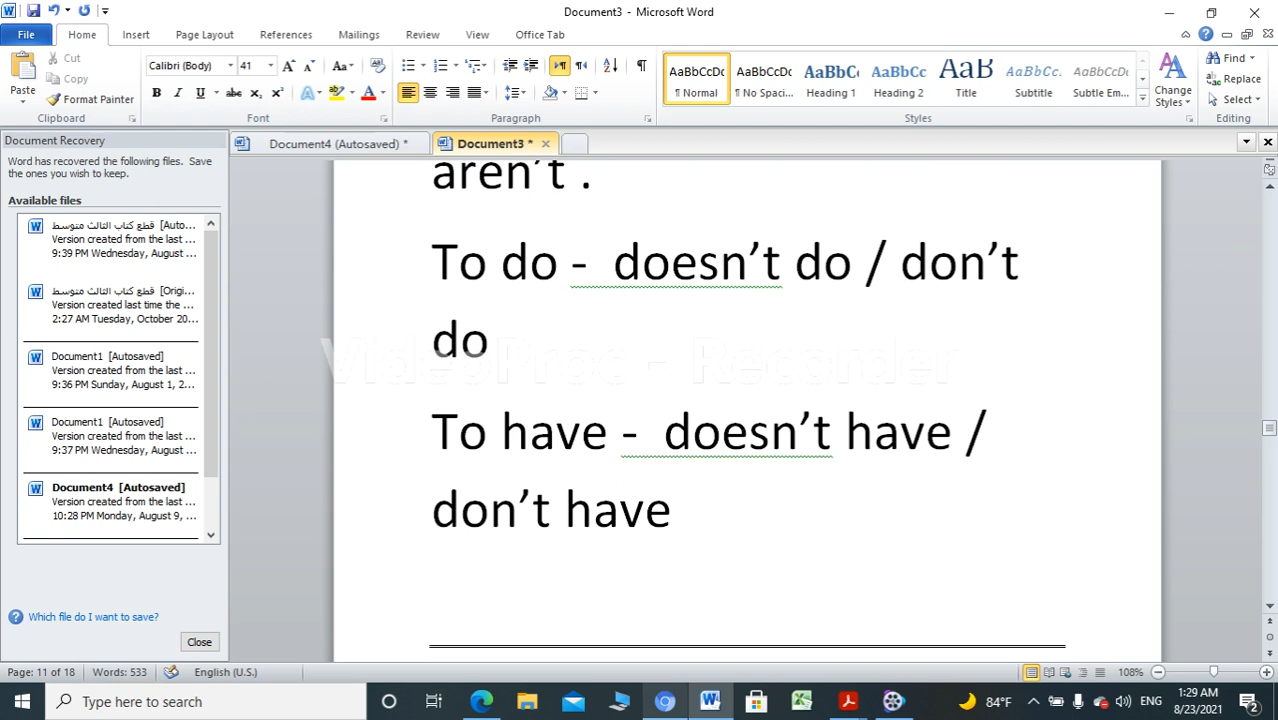 Document3 - Microsoft Word
File Home Insert Page Layout References Mailings Review View Office Tab
Cut
Copy
Format Painter
Paste
Clipboard
Calibri (Body) 41
Font
Paragraph
AaBbCcDc AaBbCcDc AaBbC AaBbCc AaB AaBbCc. AaBbCcDc
¶ Normal ¶ No Spaci... Heading 1 Heading 2 Title Subtitle Subtle Em...
Styles
Change Styles
Find
Replace
Select
Editing
Document Recovery
Word has recovered the following files. Save
the ones you wish to keep.
Available files
قطع كتاب الثالث متوسط [Auto...
Version created from the last ...
9:39 PM Wednesday, August ...
قطع كتاب الثالث متوسط [Origi...
Version created last time the ...
2:27 AM Tuesday, October 20...
Document1 [Autosaved]
Version created from the last ...
9:36 PM Sunday, August 1, 2...
Document1 [Autosaved]
Version created from the last ...
9:37 PM Wednesday, August ...
Document4 [Autosaved]
Version created from the last ...
10:28 PM Monday, August 9, ...
Which file do I want to save?
Close
Document4 (Autosaved) *
Document3 *
aren’t .
To do - doesn’t do / don’t
do
VideoProc - Recorder
To have - doesn’t have /
don’t have
Page: 11 of 18 Words: 533 English (U.S.) 108%
Type here to search
84°F ENG
1:29 AM
8/23/2021
2